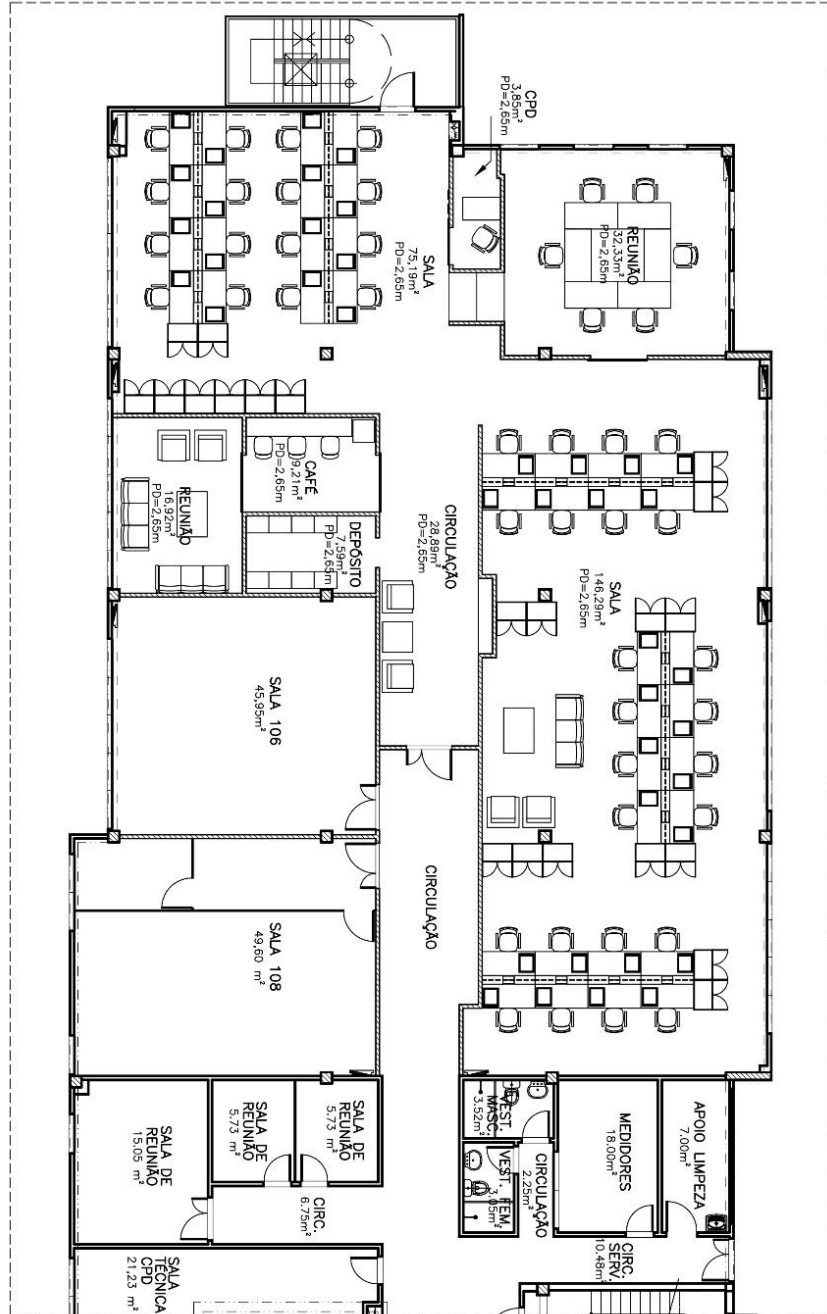 CPD
3,85m²
PD=2,65m
REUNIÃO
32,33m²
PD=2,65m
SALA
75,19m²
PD=2,65m
CAFÉ
9,21m²
PD=2,65m
REUNIÃO
16,92m²
PD=2,65m
DEPÓSITO
7,59m²
PD=2,65m
CIRCULAÇÃO
28,89m²
PD=2,65m
SALA
146,29m²
PD=2,65m
SALA 106
45,95m²
CIRCULAÇÃO
SALA 108
49,60 m²
SALA DE
REUNIÃO
5.73 m²
SALA DE
REUNIÃO
5.73 m²
SALA DE
REUNIÃO
15.05 m²
CIRC.
6.75m²
VEST.
MASC.
3.52m²
VEST. FEM.
3.05m²
CIRCULAÇÃO
2.25m²
MEDIDORES
18.00m²
APOIO LIMPEZA
7.00m²
CIRC.
SERV.
10.48m²
SALA
TÉCNICA
CPD
21,23 m²